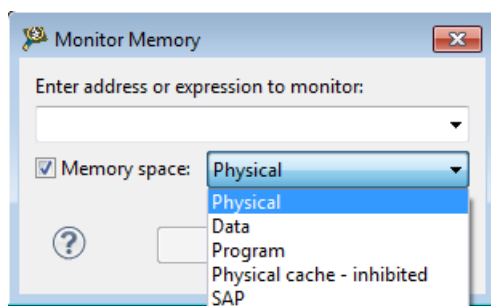 Monitor Memory
Enter address or expression to monitor:
Memory space: Physical
Physical
Data
Program
?
Physical cache - inhibited
SAP